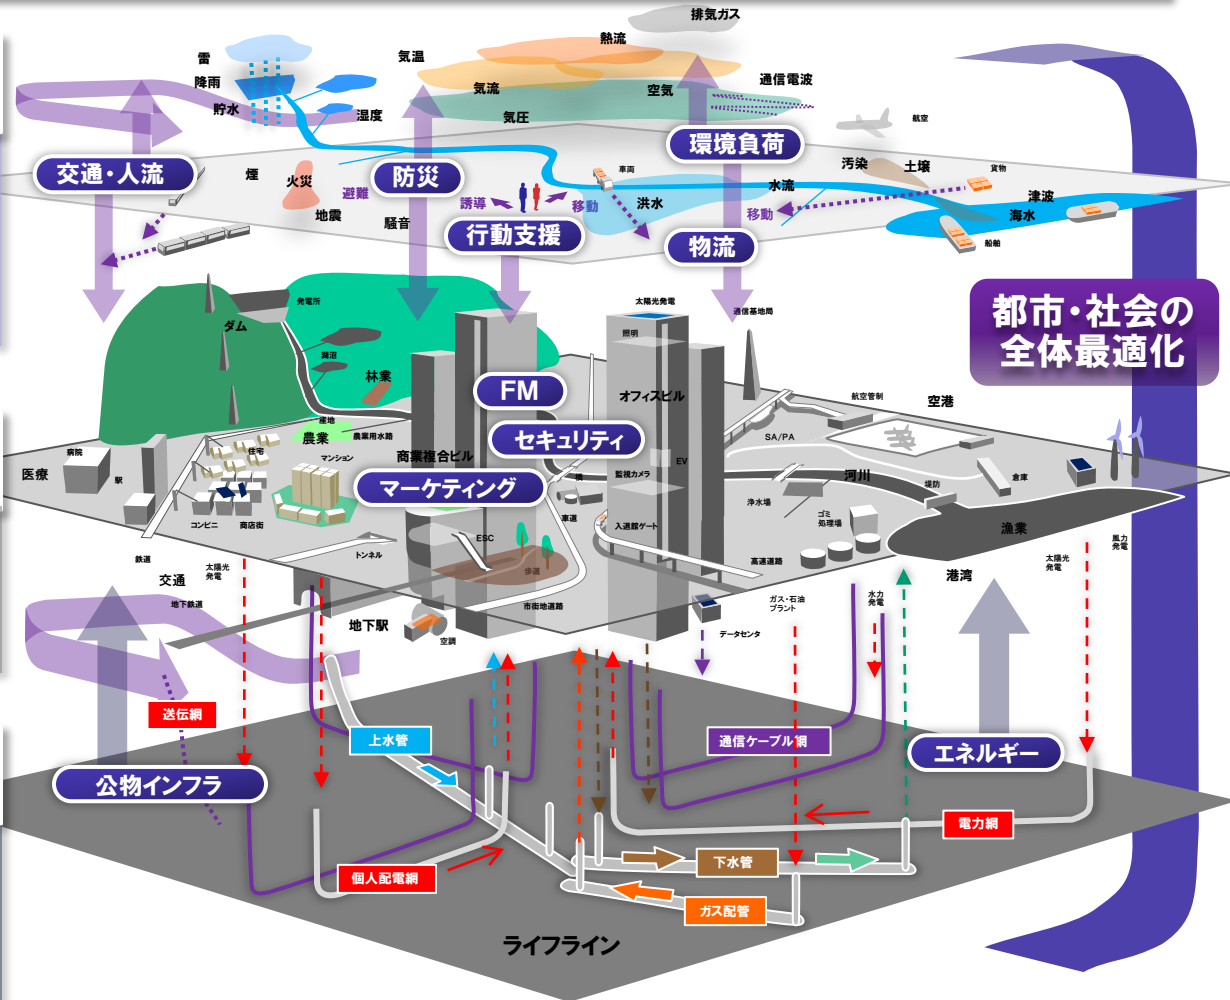 排気ガス
熱流
雷
気温
降雨
気流
空気
通信電波
貯水
湿度
気圧
航空
環境負荷
交通・人流
煙
火災
防災
車両
汚染
土壌
貨物
避難
水流
地震
誘導
移動
洪水
移動
津波
騒音
海水
行動支援
物流
船舶
発電所
太陽光発電
通信基地局
都市・社会の
全体最適化
ダム
照明
湖沼
林業
FM
オフィスビル
航空管制
空港
産地
農業
農業用水路
セキュリティ
SA/PA
病院
住宅
医療
マンション
商業複合ビル
EV
駅
監視カメラ
河川
倉庫
マーケティング
橋
堤防
浄水場
コンビニ
商店街
車道
入退館ゲート
ゴミ
処理場
漁業
ESC
風力
発電
鉄道
トンネル
高速道路
太陽光
発電
交通
太陽光
発電
歩道
港湾
地下鉄道
市街地道路
ガス・石油
プラント
水力
発電
地下駅
空調
データセンタ
送伝網
上水管
通信ケーブル網
エネルギー
公物インフラ
電力網
下水管
個人配電網
ガス配管
ライフライン